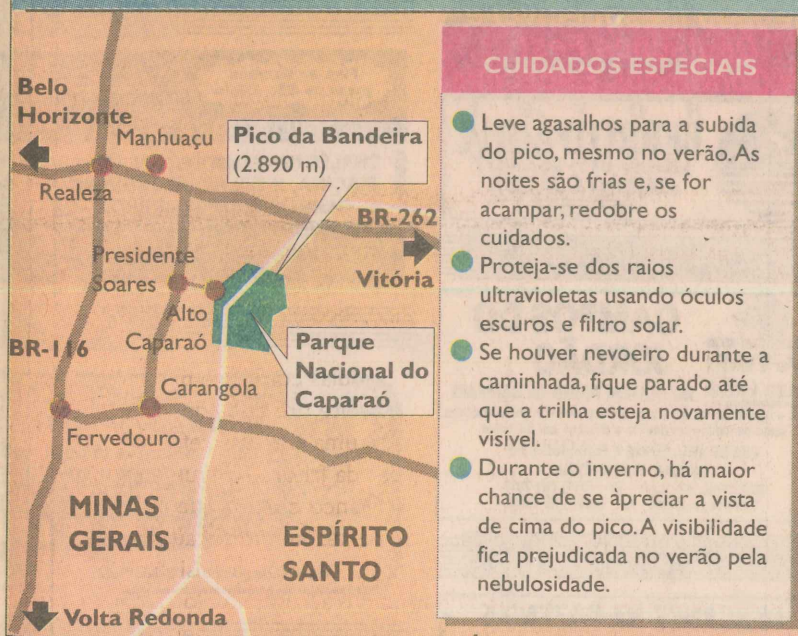 Belo
Horizonte
Manhuaçu
Pico da Bandeira
(2.890 m)
Realeza
BR-262
Presidente
Soares
Vitória
Alto
Caparaó
BR-116
Parque
Nacional do
Caparaó
Carangola
Fervedouro
MINAS
GERAIS
ESPÍRITO
SANTO
Volta Redonda
CUIDADOS ESPECIAIS
Leve agasalhos para a subida
do pico, mesmo no verão. As
noites são frias e, se for
acampar, redobre os
cuidados.
Proteja-se dos raios
ultravioletas usando óculos
escuros e filtro solar.
Se houver nevoeiro durante a
caminhada, fique parado até
que a trilha esteja novamente
visível.
Durante o inverno, há maior
chance de se àpreciar a vista
de cima do pico. A visibilidade
fica prejudicada no verão pela
nebulosidade.